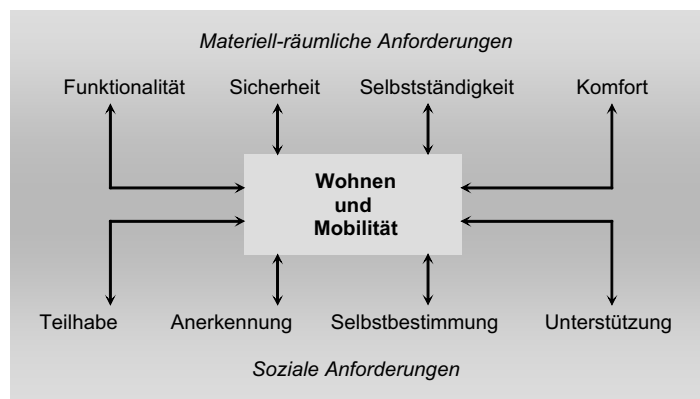 Materiell-räumliche Anforderungen
Funktionalität Sicherheit Selbstständigkeit Komfort
Wohnen
und
Mobilität
Teilhabe Anerkennung Selbstbestimmung Unterstützung
Soziale Anforderungen